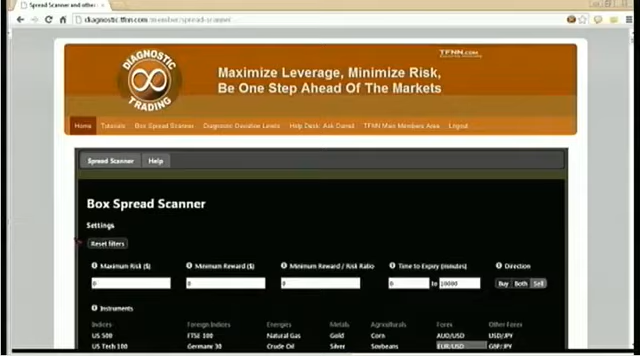 Spread Scanner and other
diagnostic.tfnn.com/member/spread-scanner
DIAGNOSTIC
TRADING
TFNN.COM
Maximize Leverage, Minimize Risk,
Be One Step Ahead Of The Markets
Home Tutorials Box Spread Scanner Diagnostic Deviation Levels Help Desk: Ask Daniel TFNN Main Members Area Logout
Spread Scanner Help
Box Spread Scanner
Settings
Reset filters
Maximum Risk ($) Minimum Reward ($) Minimum Reward / Risk Ratio Time to Expiry (minutes) Direction
0 0 0 0 to 10000 Buy Both Sell
Instruments
Indices Foreign Indices Energies Metals Agriculturals Forex Other Forex
US 500 FTSE 100 Natural Gas Gold Corn AUD/USD USD/JPY
US Tech 100 Germany 30 Crude Oil Silver Soybeans EUR/USD GBP/JPY